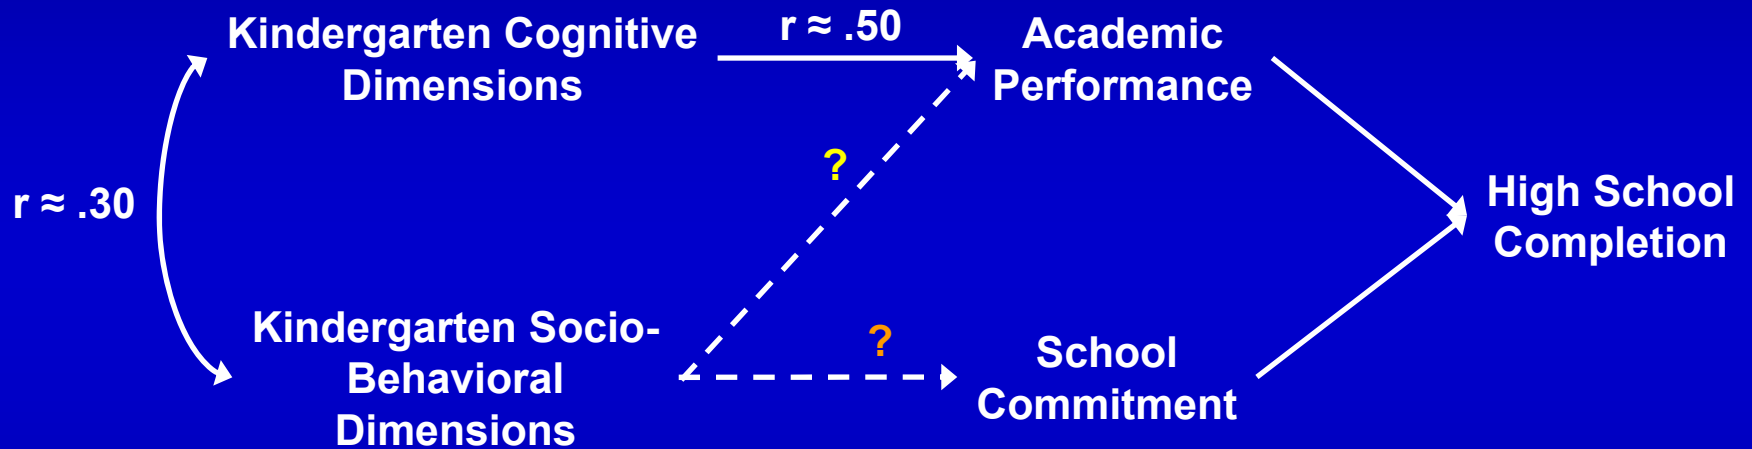 Kindergarten Cognitive
Dimensions
r ≈ .50
Academic
Performance
?
r ≈ .30
High School
Completion
Kindergarten Socio-
Behavioral
Dimensions
?
School
Commitment